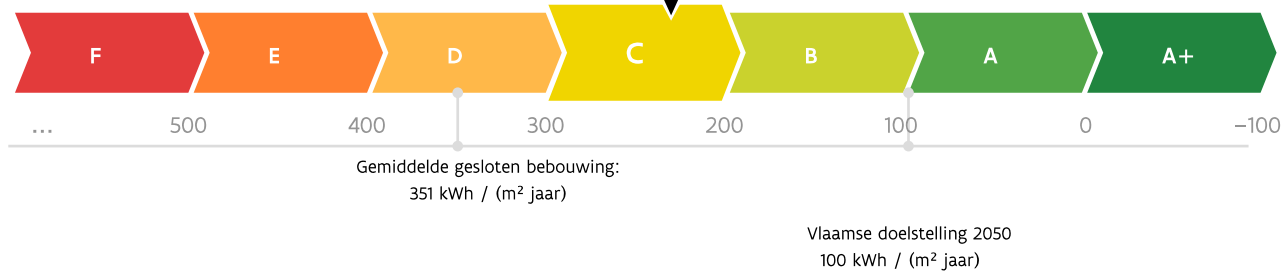 F E D C B A A+
... 500 400 300 200 100 0 –100
Gemiddelde gesloten bebouwing:
351 kWh / (m² jaar)
Vlaamse doelstelling 2050
100 kWh / (m² jaar)